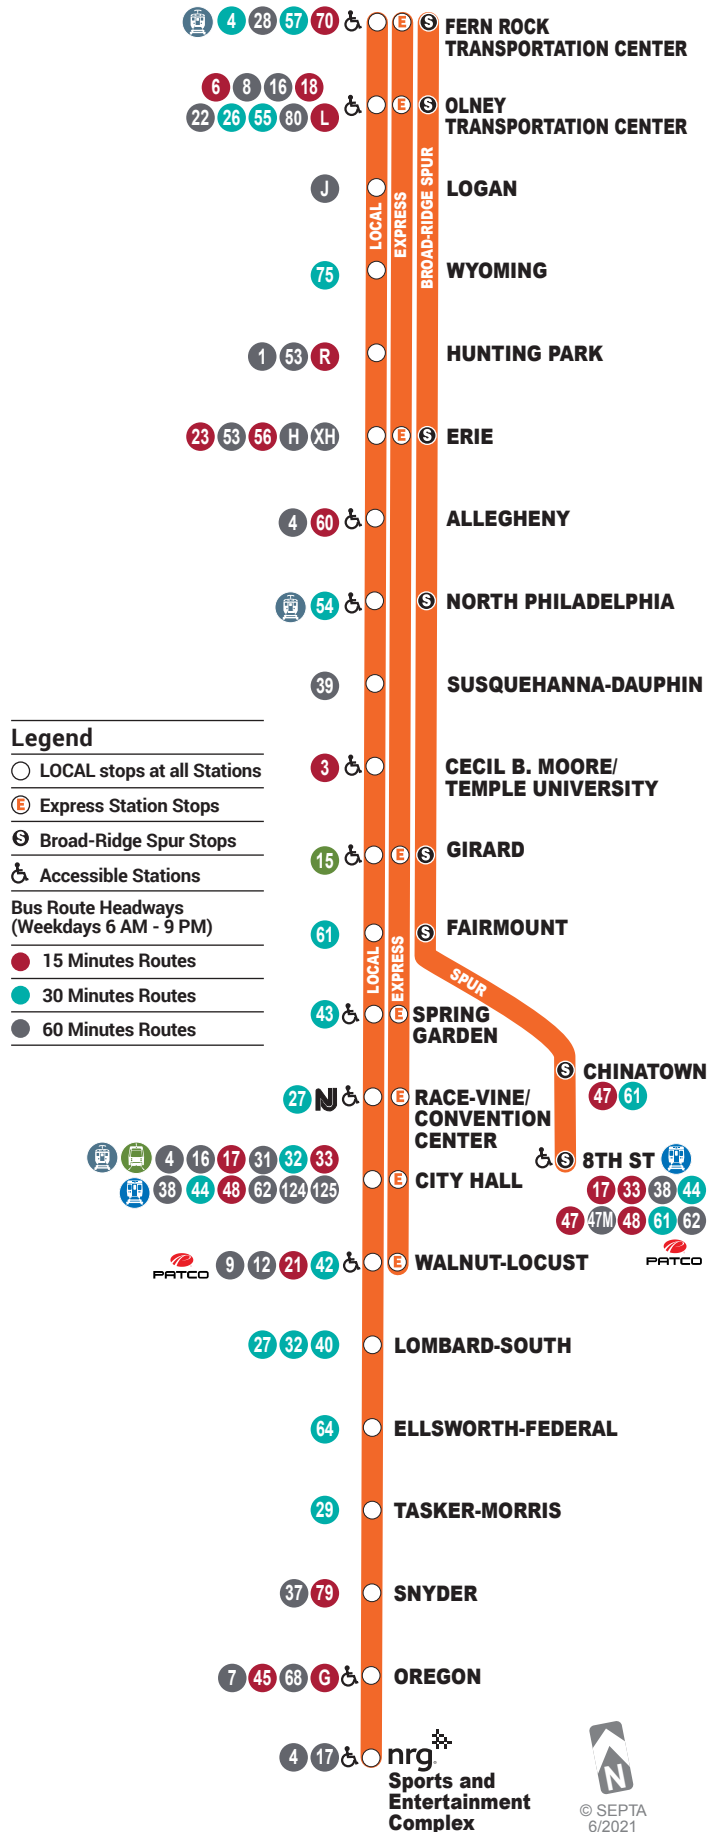 4 28 57 70 E S FERN ROCK
TRANSPORTATION CENTER
6 8 16 18
22 26 55 80 L E S OLNEY
TRANSPORTATION CENTER
LOCAL
EXPRESS
BROAD-RIDGE SPUR
J LOGAN
75 WYOMING
1 53 R HUNTING PARK
23 53 56 H XH E S ERIE
4 60 ALLEGHENY
54 S NORTH PHILADELPHIA
39 SUSQUEHANNA-DAUPHIN
3 CECIL B. MOORE/
TEMPLE UNIVERSITY
15 E S GIRARD
61 S FAIRMOUNT
LOCAL
EXPRESS
SPUR
43 E SPRING
GARDEN
S CHINATOWN
47 61
27 NJ E RACE-VINE/
CONVENTION
CENTER
4 16 17 31 32 33
38 44 48 62 124 125 E CITY HALL
S 8TH ST
17 33 38 44
47 47M 48 61 62
PATCO
PATCO 9 12 21 42 E WALNUT-LOCUST
27 32 40 LOMBARD-SOUTH
64 ELLSWORTH-FEDERAL
29 TASKER-MORRIS
37 79 SNYDER
7 45 68 G OREGON
4 17 nrg
Sports and
Entertainment
Complex
Legend
LOCAL stops at all Stations
E Express Station Stops
S Broad-Ridge Spur Stops
Accessible Stations
Bus Route Headways
(Weekdays 6 AM - 9 PM)
15 Minutes Routes
30 Minutes Routes
60 Minutes Routes
N
© SEPTA
6/2021